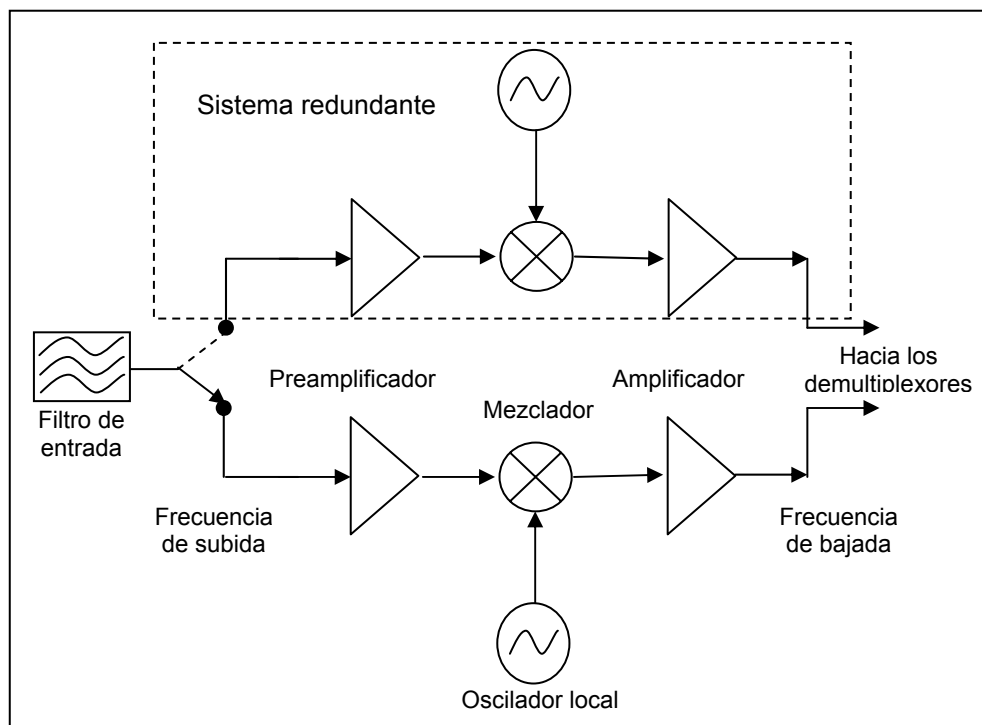 Sistema redundante
Preamplificador
Amplificador
Hacia los
demultiplexores
Mezclador
Filtro de
entrada
Frecuencia
de subida
Frecuencia
de bajada
Oscilador local